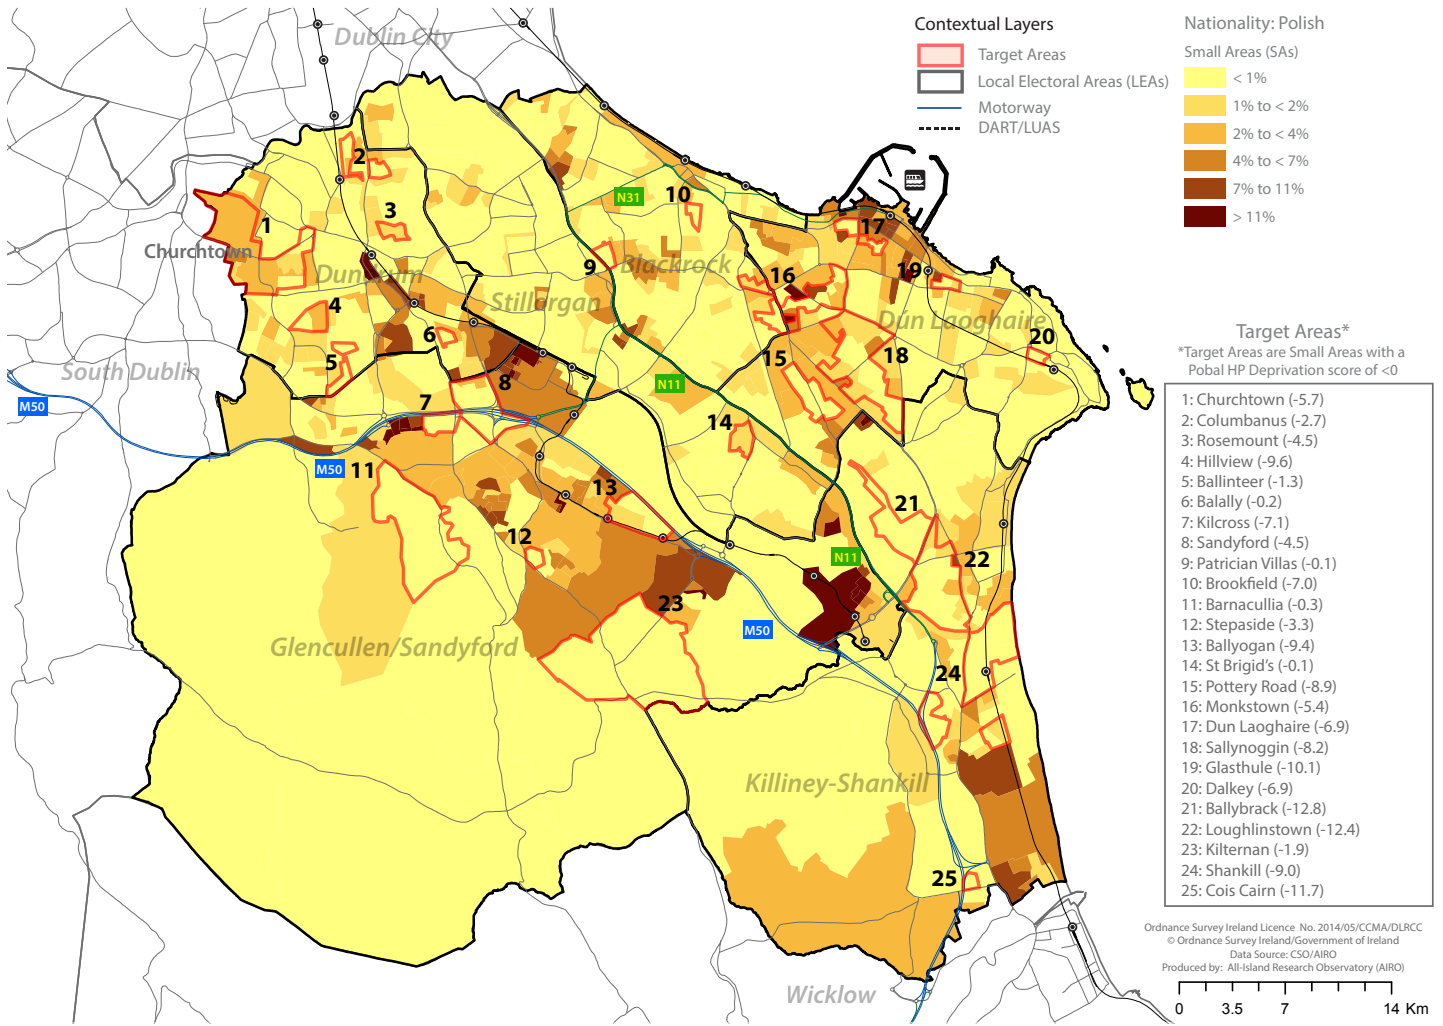 Contextual Layers
Target Areas
Local Electoral Areas (LEAs)
Motorway
DART/LUAS
Nationality: Polish
Small Areas (SAs)
< 1%
1% to < 2%
2% to < 4%
4% to < 7%
7% to 11%
> 11%
Dublin City
2
N31
10
1
3
17
Churchtown
Dundrum
9
Blackrock
16
19
Stillorgan
4
6
Dún Laoghaire
20
South Dublin
5
15
18
8
N11
M50
7
14
M50
11
13
21
12
N11
22
23
M50
Glencullen/Sandyford
24
Killiney-Shankill
25
Wicklow
Target Areas*
*Target Areas are Small Areas with a
Pobal HP Deprivation score of <0
1: Churchtown (-5.7)
2: Columbanus (-2.7)
3: Rosemount (-4.5)
4: Hillview (-9.6)
5: Ballinteer (-1.3)
6: Balally (-0.2)
7: Kilcross (-7.1)
8: Sandyford (-4.5)
9: Patrician Villas (-0.1)
10: Brookfield (-7.0)
11: Barnacullia (-0.3)
12: Stepaside (-3.3)
13: Ballyogan (-9.4)
14: St Brigid's (-0.1)
15: Pottery Road (-8.9)
16: Monkstown (-5.4)
17: Dun Laoghaire (-6.9)
18: Sallynoggin (-8.2)
19: Glasthule (-10.1)
20: Dalkey (-6.9)
21: Ballybrack (-12.8)
22: Loughlinstown (-12.4)
23: Kilternan (-1.9)
24: Shankill (-9.0)
25: Cois Cairn (-11.7)
Ordnance Survey Ireland Licence No. 2014/05/CCMA/DLRCC
© Ordnance Survey Ireland/Government of Ireland
Data Source: CSO/AIRO
Produced by: All-Island Research Observatory (AIRO)
0 3.5 7 14 Km